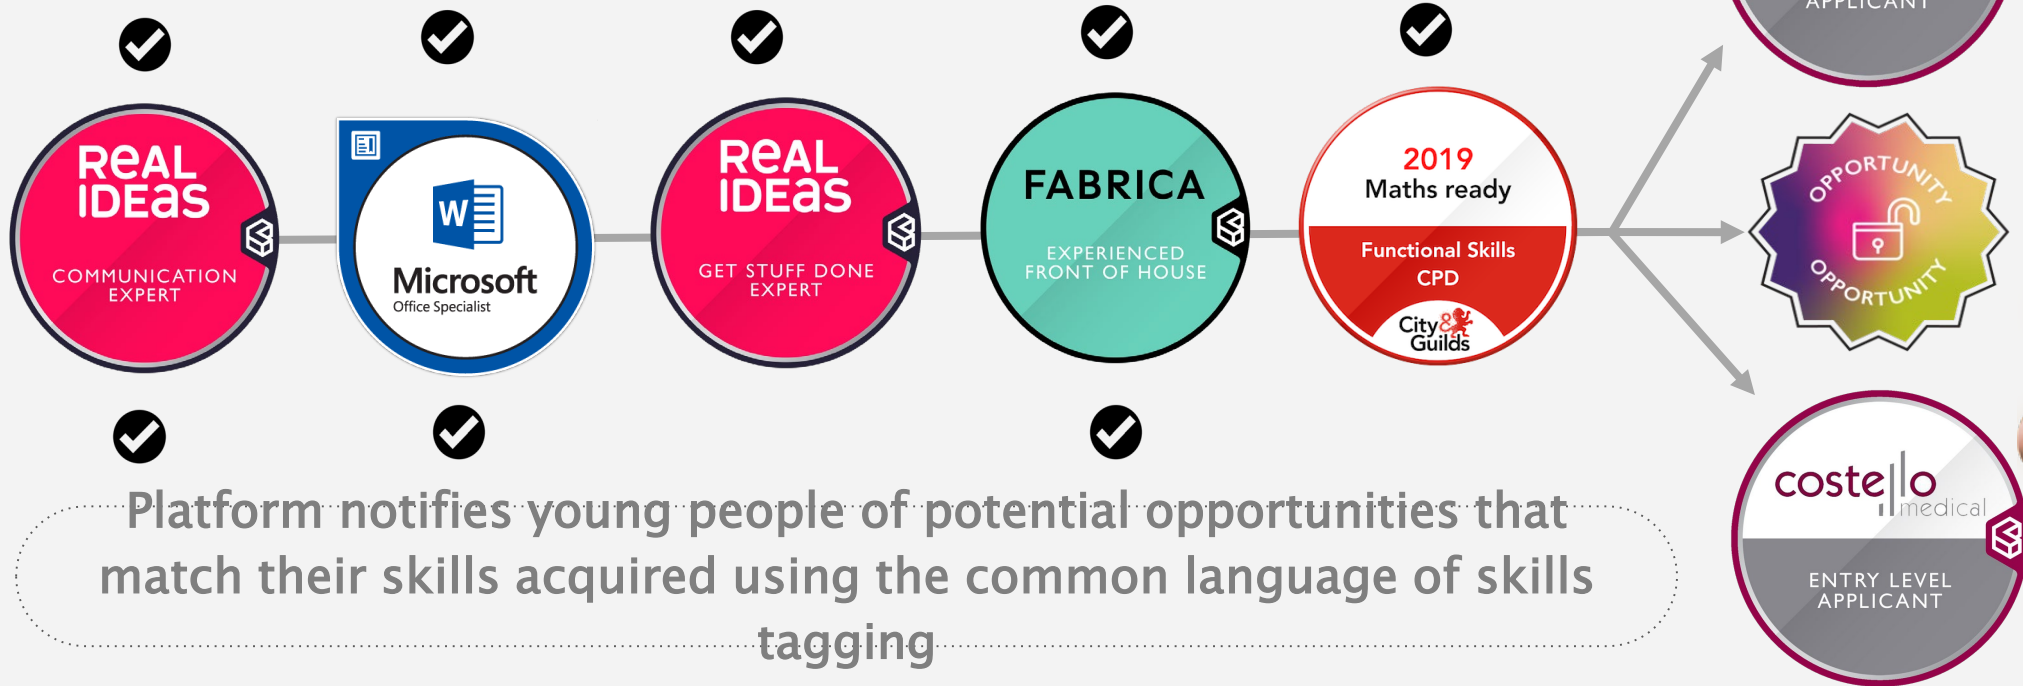 APPLICANT
REAL
IDEAS
COMMUNICATION
EXPERT
W
Microsoft
Office Specialist
REAL
IDEAS
GET STUFF DONE
EXPERT
FABRICA
EXPERIENCED
FRONT OF HOUSE
2019
Maths ready
Functional Skills
CPD
City &
Guilds
OPPORTUNITY
OPPORTUNITY
costello
medical
ENTRY LEVEL
APPLICANT
Platform notifies young people of potential opportunities that
match their skills acquired using the common language of skills
tagging